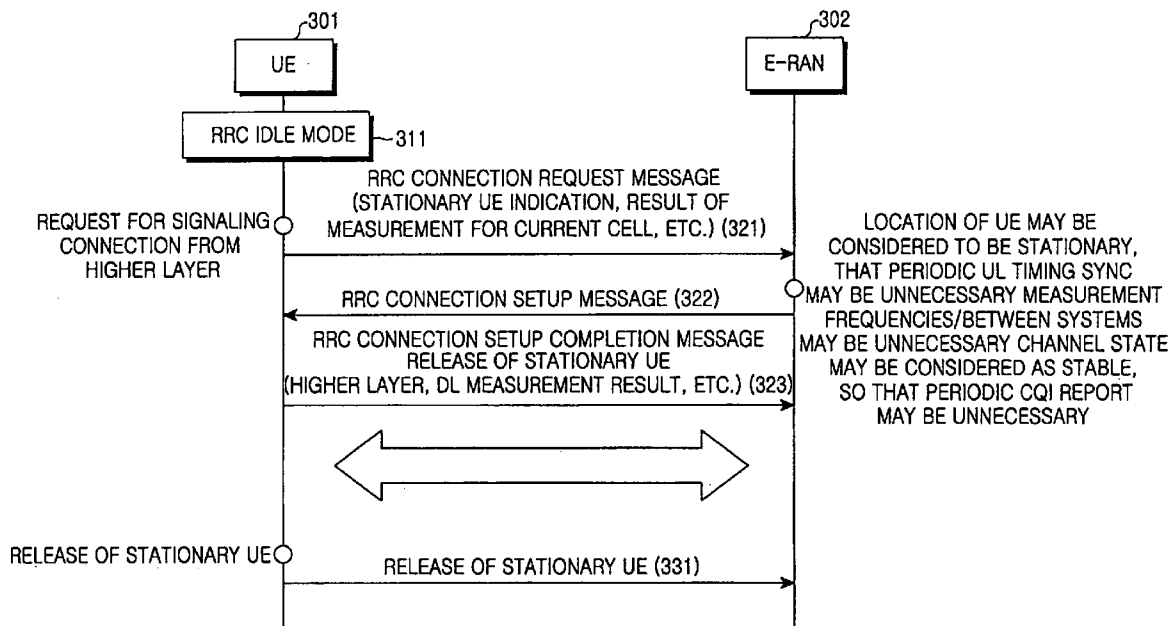 301
302
UE
E-RAN
RRC IDLE MODE
311
RRC CONNECTION REQUEST MESSAGE
(STATIONARY UE INDICATION, RESULT OF
MEASUREMENT FOR CURRENT CELL, ETC.) (321)
REQUEST FOR SIGNALING
CONNECTION FROM
HIGHER LAYER
LOCATION OF UE MAY BE
CONSIDERED TO BE STATIONARY,
THAT PERIODIC UL TIMING SYNC
MAY BE UNNECESSARY MEASUREMENT
FREQUENCIES/BETWEEN SYSTEMS
MAY BE UNNECESSARY CHANNEL STATE
MAY BE CONSIDERED AS STABLE,
SO THAT PERIODIC CQI REPORT
MAY BE UNNECESSARY
RRC CONNECTION SETUP MESSAGE (322)
RRC CONNECTION SETUP COMPLETION MESSAGE
RELEASE OF STATIONARY UE
(HIGHER LAYER, DL MEASUREMENT RESULT, ETC.) (323)
RELEASE OF STATIONARY UE
RELEASE OF STATIONARY UE (331)